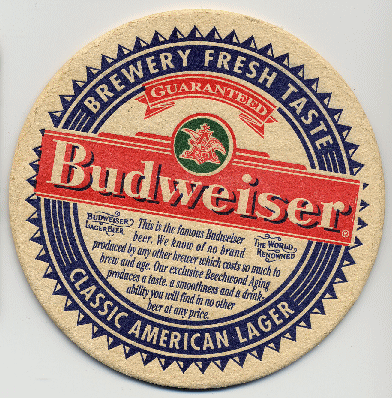 BREWERY FRESH TASTE
GUARANTEED
Budweiser®
BUDWEISER
LAGER BEER
THE WORLD
RENOWNED
This is the famous Budweiser
beer. We know of no brand
produced by any other brewer which costs so much to
brew and age. Our exclusive Beechwood Aging
produces a taste, a smoothness and a drink-
ability you will find in no other
beer at any price.
CLASSIC AMERICAN LAGER